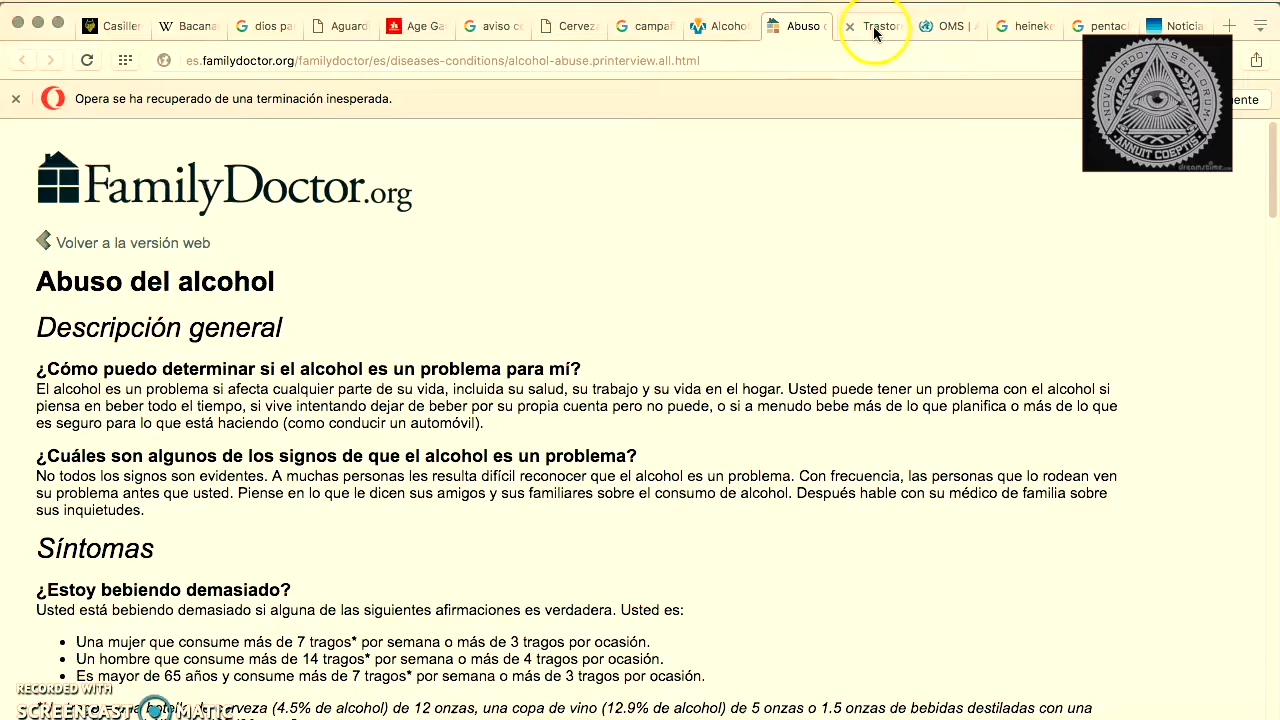 Casiller
Bacana
dios pa
Aguard
Age Ga
aviso c
Cerveza
campañ
Alcohol
Abuso
Trastor
OMS | A
heineke
pentac
Noticia
es.familydoctor.org/familydoctor/es/diseases-conditions/alcohol-abuse.printerview.all.html
Opera se ha recuperado de una terminación inesperada.
ente
NOVUS ORDO SECLORUM
ANNUIT COEPTIS
dreamstime
FamilyDoctor.org
Volver a la versión web
Abuso del alcohol
Descripción general
¿Cómo puedo determinar si el alcohol es un problema para mí?
El alcohol es un problema si afecta cualquier parte de su vida, incluida su salud, su trabajo y su vida en el hogar. Usted puede tener un problema con el alcohol si
piensa en beber todo el tiempo, si vive intentando dejar de beber por su propia cuenta pero no puede, o si a menudo bebe más de lo que planifica o más de lo que
es seguro para lo que está haciendo (como conducir un automóvil).
¿Cuáles son algunos de los signos de que el alcohol es un problema?
No todos los signos son evidentes. A muchas personas les resulta difícil reconocer que el alcohol es un problema. Con frecuencia, las personas que lo rodean ven
su problema antes que usted. Piense en lo que le dicen sus amigos y sus familiares sobre el consumo de alcohol. Después hable con su médico de familia sobre
sus inquietudes.
Síntomas
¿Estoy bebiendo demasiado?
Usted está bebiendo demasiado si alguna de las siguientes afirmaciones es verdadera. Usted es:
• Una mujer que consume más de 7 tragos* por semana o más de 3 tragos por ocasión.
• Un hombre que consume más de 14 tragos* por semana o más de 4 tragos por ocasión.
• Es mayor de 65 años y consume más de 7 tragos* por semana o más de 3 tragos por ocasión.
RECORDED WITH
SCREENCAST-O-MATIC
(4.5% de alcohol) de 12 onzas, una copa de vino (12.9% de alcohol) de 5 onzas o 1.5 onzas de bebidas destiladas con una